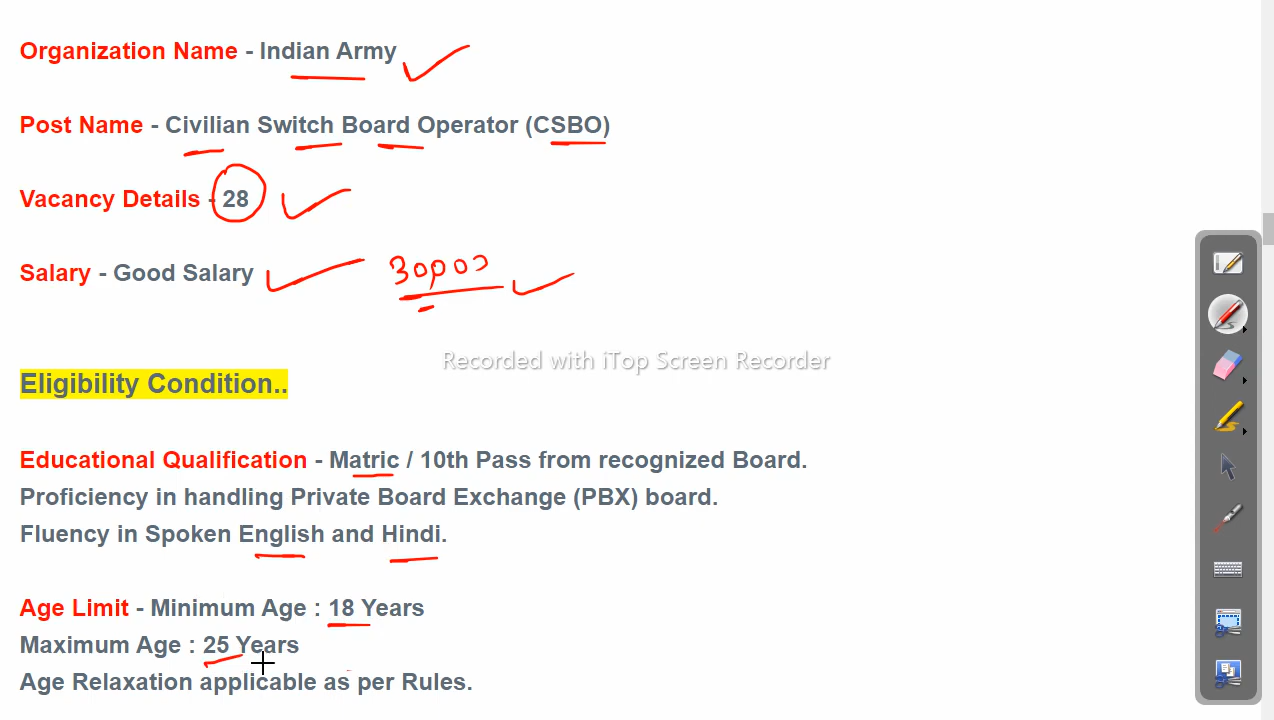 Organization Name - Indian Army
Post Name - Civilian Switch Board Operator (CSBO)
Vacancy Details - 28
Salary - Good Salary 30000
Recorded with iTop Screen Recorder
Eligibility Condition..
Educational Qualification - Matric / 10th Pass from recognized Board.
Proficiency in handling Private Board Exchange (PBX) board.
Fluency in Spoken English and Hindi.
Age Limit - Minimum Age : 18 Years
Maximum Age : 25 Years
Age Relaxation applicable as per Rules.